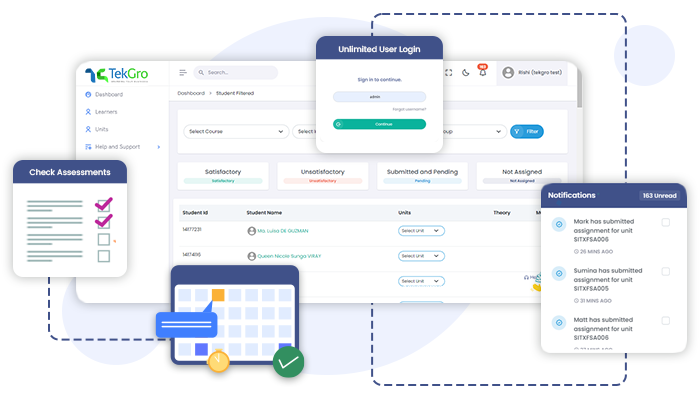 TekGro
Search...
Unlimited User Login
Sign in to continue.
admin
Forgot username?
Continue
163
Rishi (tekgro test)
Dashboard
Learners
Units
Help and Support
Dashboard > Student Filtered
Select Course
Filter
Satisfactory
Satisfactory
Unsatisfactory
Unsatisfactory
Submitted and Pending
Pending
Not Assigned
Not Assigned
Check Assessments
Student Id
Student Name
Units
Theory
14177231
Ma. Luisa DE GUZMAN
Select Unit
14174916
Queen Nicole Sunga VIRAY
Select Unit
Select Unit
Notifications
163 Unread
Mark has submitted
assignment for unit
SITXFSA006
26 MINS AGO
Sumina has submitted
assignment for unit
SITXFSA005
31 MINS AGO
Matt has submitted
assignment for unit
SITXFSA006